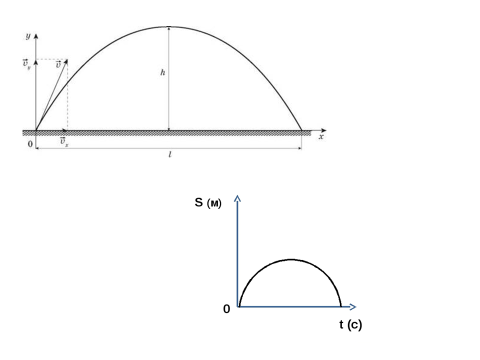 y
v⃗y v⃗
h
0 v⃗x x
l
S (м)
0
t (с)